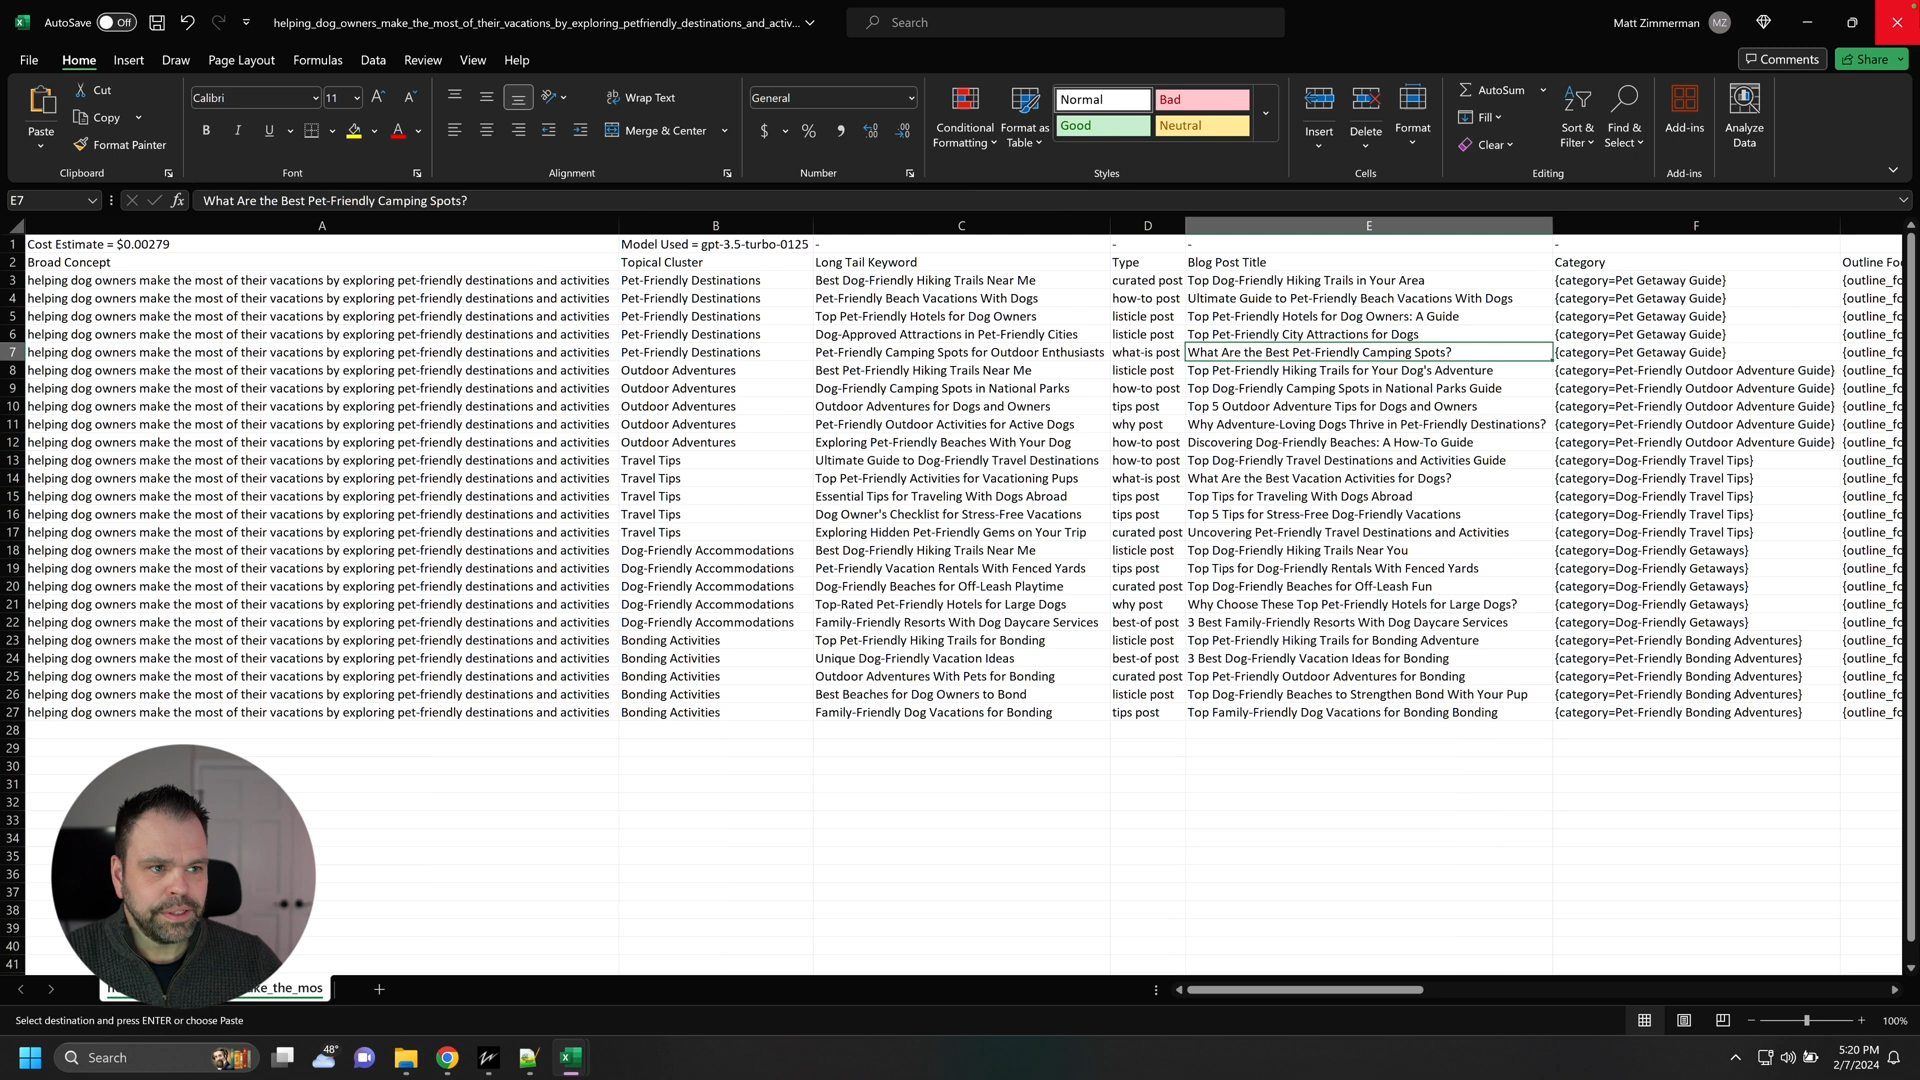 AutoSave Off helping_dog_owners_make_the_most_of_their_vacations_by_exploring_petfriendly_destinations_and_activ... Search Matt Zimmerman MZ
File Home Insert Draw Page Layout Formulas Data Review View Help Comments Share
Paste Cut Copy Format Painter Clipboard
Calibri 11 B I U Font
Wrap Text Merge & Center Alignment
General $ % Number
Conditional Formatting Format as Table Normal Bad Good Neutral Styles
Insert Delete Format Cells
AutoSum Fill Clear Sort & Filter Find & Select Editing
Add-ins Add-ins
Analyze Data
E7 fx What Are the Best Pet-Friendly Camping Spots?
A B C D E F
1 Cost Estimate = $0.00279 Model Used = gpt-3.5-turbo-0125 - - - -
2 Broad Concept Topical Cluster Long Tail Keyword Type Blog Post Title Category Outline Foc
3 helping dog owners make the most of their vacations by exploring pet-friendly destinations and activities Pet-Friendly Destinations Best Dog-Friendly Hiking Trails Near Me curated post Top Dog-Friendly Hiking Trails in Your Area {category=Pet Getaway Guide} {outline_fo
4 helping dog owners make the most of their vacations by exploring pet-friendly destinations and activities Pet-Friendly Destinations Pet-Friendly Beach Vacations With Dogs how-to post Ultimate Guide to Pet-Friendly Beach Vacations With Dogs {category=Pet Getaway Guide} {outline_fo
5 helping dog owners make the most of their vacations by exploring pet-friendly destinations and activities Pet-Friendly Destinations Top Pet-Friendly Hotels for Dog Owners listicle post Top Pet-Friendly Hotels for Dog Owners: A Guide {category=Pet Getaway Guide} {outline_fo
6 helping dog owners make the most of their vacations by exploring pet-friendly destinations and activities Pet-Friendly Destinations Dog-Approved Attractions in Pet-Friendly Cities listicle post Top Pet-Friendly City Attractions for Dogs {category=Pet Getaway Guide} {outline_fo
7 helping dog owners make the most of their vacations by exploring pet-friendly destinations and activities Pet-Friendly Destinations Pet-Friendly Camping Spots for Outdoor Enthusiasts what-is post What Are the Best Pet-Friendly Camping Spots? {category=Pet Getaway Guide} {outline_fo
8 helping dog owners make the most of their vacations by exploring pet-friendly destinations and activities Outdoor Adventures Best Pet-Friendly Hiking Trails Near Me listicle post Top Pet-Friendly Hiking Trails for Your Dog's Adventure {category=Pet-Friendly Outdoor Adventure Guide} {outline_fo
9 helping dog owners make the most of their vacations by exploring pet-friendly destinations and activities Outdoor Adventures Dog-Friendly Camping Spots in National Parks how-to post Top Dog-Friendly Camping Spots in National Parks Guide {category=Pet-Friendly Outdoor Adventure Guide} {outline_fo
10 helping dog owners make the most of their vacations by exploring pet-friendly destinations and activities Outdoor Adventures Outdoor Adventures for Dogs and Owners tips post Top 5 Outdoor Adventure Tips for Dogs and Owners {category=Pet-Friendly Outdoor Adventure Guide} {outline_fo
11 helping dog owners make the most of their vacations by exploring pet-friendly destinations and activities Outdoor Adventures Pet-Friendly Outdoor Activities for Active Dogs why post Why Adventure-Loving Dogs Thrive in Pet-Friendly Destinations? {category=Pet-Friendly Outdoor Adventure Guide} {outline_fo
12 helping dog owners make the most of their vacations by exploring pet-friendly destinations and activities Outdoor Adventures Exploring Pet-Friendly Beaches With Your Dog how-to post Discovering Dog-Friendly Beaches: A How-To Guide {category=Pet-Friendly Outdoor Adventure Guide} {outline_fo
13 helping dog owners make the most of their vacations by exploring pet-friendly destinations and activities Travel Tips Ultimate Guide to Dog-Friendly Travel Destinations how-to post Top Dog-Friendly Travel Destinations and Activities Guide {category=Dog-Friendly Travel Tips} {outline_fo
14 helping dog owners make the most of their vacations by exploring pet-friendly destinations and activities Travel Tips Top Pet-Friendly Activities for Vacationing Pups what-is post What Are the Best Vacation Activities for Dogs? {category=Dog-Friendly Travel Tips} {outline_fo
15 helping dog owners make the most of their vacations by exploring pet-friendly destinations and activities Travel Tips Essential Tips for Traveling With Dogs Abroad tips post Top Tips for Traveling With Dogs Abroad {category=Dog-Friendly Travel Tips} {outline_fo
16 helping dog owners make the most of their vacations by exploring pet-friendly destinations and activities Travel Tips Dog Owner's Checklist for Stress-Free Vacations tips post Top 5 Tips for Stress-Free Dog-Friendly Vacations {category=Dog-Friendly Travel Tips} {outline_fo
17 helping dog owners make the most of their vacations by exploring pet-friendly destinations and activities Travel Tips Exploring Hidden Pet-Friendly Gems on Your Trip curated post Uncovering Pet-Friendly Travel Destinations and Activities {category=Dog-Friendly Travel Tips} {outline_fo
18 helping dog owners make the most of their vacations by exploring pet-friendly destinations and activities Dog-Friendly Accommodations Best Dog-Friendly Hiking Trails Near Me listicle post Top Dog-Friendly Hiking Trails Near You {category=Dog-Friendly Getaways} {outline_fo
19 helping dog owners make the most of their vacations by exploring pet-friendly destinations and activities Dog-Friendly Accommodations Pet-Friendly Vacation Rentals With Fenced Yards tips post Top Tips for Dog-Friendly Rentals With Fenced Yards {category=Dog-Friendly Getaways} {outline_fo
20 helping dog owners make the most of their vacations by exploring pet-friendly destinations and activities Dog-Friendly Accommodations Dog-Friendly Beaches for Off-Leash Playtime curated post Top Dog-Friendly Beaches for Off-Leash Fun {category=Dog-Friendly Getaways} {outline_fo
21 helping dog owners make the most of their vacations by exploring pet-friendly destinations and activities Dog-Friendly Accommodations Top-Rated Pet-Friendly Hotels for Large Dogs why post Why Choose These Top Pet-Friendly Hotels for Large Dogs? {category=Dog-Friendly Getaways} {outline_fo
22 helping dog owners make the most of their vacations by exploring pet-friendly destinations and activities Dog-Friendly Accommodations Family-Friendly Resorts With Dog Daycare Services best-of post 3 Best Family-Friendly Resorts With Dog Daycare Services {category=Dog-Friendly Getaways} {outline_fo
23 helping dog owners make the most of their vacations by exploring pet-friendly destinations and activities Bonding Activities Top Pet-Friendly Hiking Trails for Bonding listicle post Top Pet-Friendly Hiking Trails for Bonding Adventure {category=Pet-Friendly Bonding Adventures} {outline_fo
24 helping dog owners make the most of their vacations by exploring pet-friendly destinations and activities Bonding Activities Unique Dog-Friendly Vacation Ideas best-of post 3 Best Dog-Friendly Vacation Ideas for Bonding {category=Pet-Friendly Bonding Adventures} {outline_fo
25 helping dog owners make the most of their vacations by exploring pet-friendly destinations and activities Bonding Activities Outdoor Adventures With Pets for Bonding curated post Top Pet-Friendly Outdoor Adventures for Bonding {category=Pet-Friendly Bonding Adventures} {outline_fo
26 helping dog owners make the most of their vacations by exploring pet-friendly destinations and activities Bonding Activities Best Beaches for Dog Owners to Bond listicle post Top Dog-Friendly Beaches to Strengthen Bond With Your Pup {category=Pet-Friendly Bonding Adventures} {outline_fo
27 helping dog owners make the most of their vacations by exploring pet-friendly destinations and activities Bonding Activities Family-Friendly Dog Vacations for Bonding tips post Top Family-Friendly Dog Vacations for Bonding Bonding {category=Pet-Friendly Bonding Adventures} {outline_fo
28
29
30
31
32
33
34
35
36
37
38
39
40
41
ke_the_mos
Select destination and press ENTER or choose Paste 100%
Search 48° 5:20 PM
2/7/2024